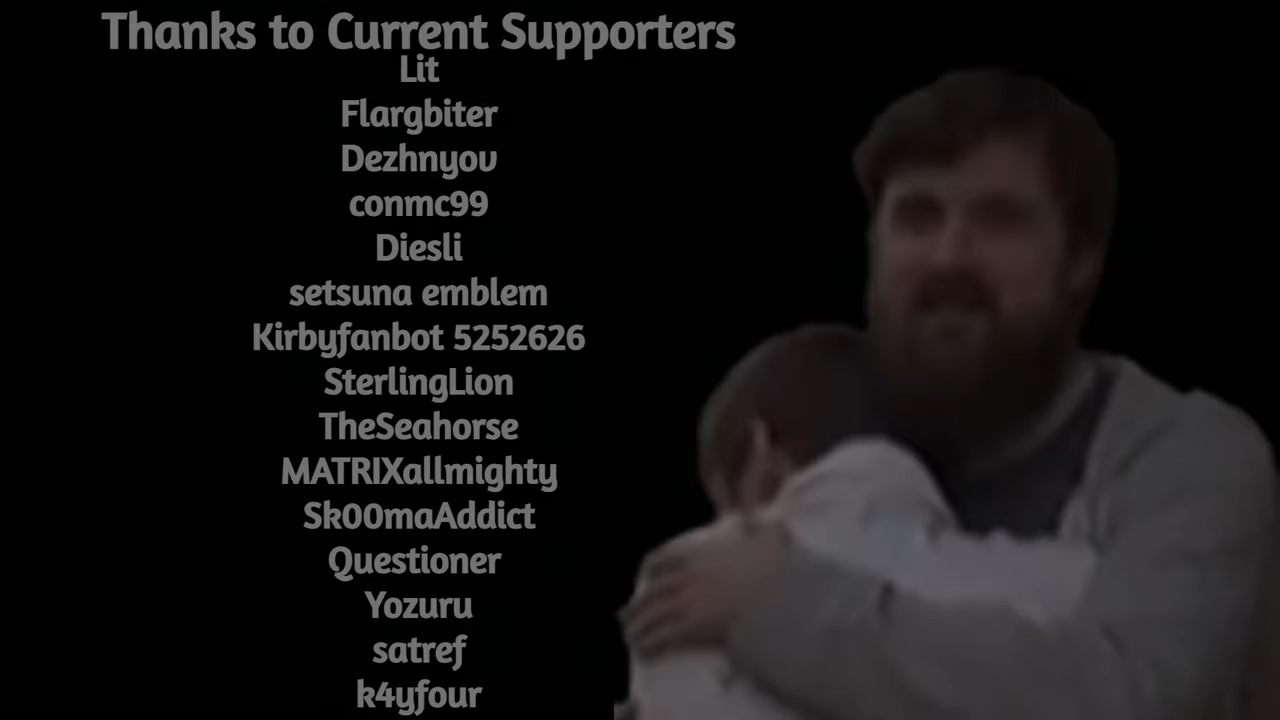 Thanks to Current Supporters
Lit
Flargbiter
Dezhnyov
conmc99
Diesli
setsuna emblem
Kirbyfanbot 5252626
SterlingLion
TheSeahorse
MATRIXallmighty
Sk00maAddict
Questioner
Yozuru
satref
k4yfour